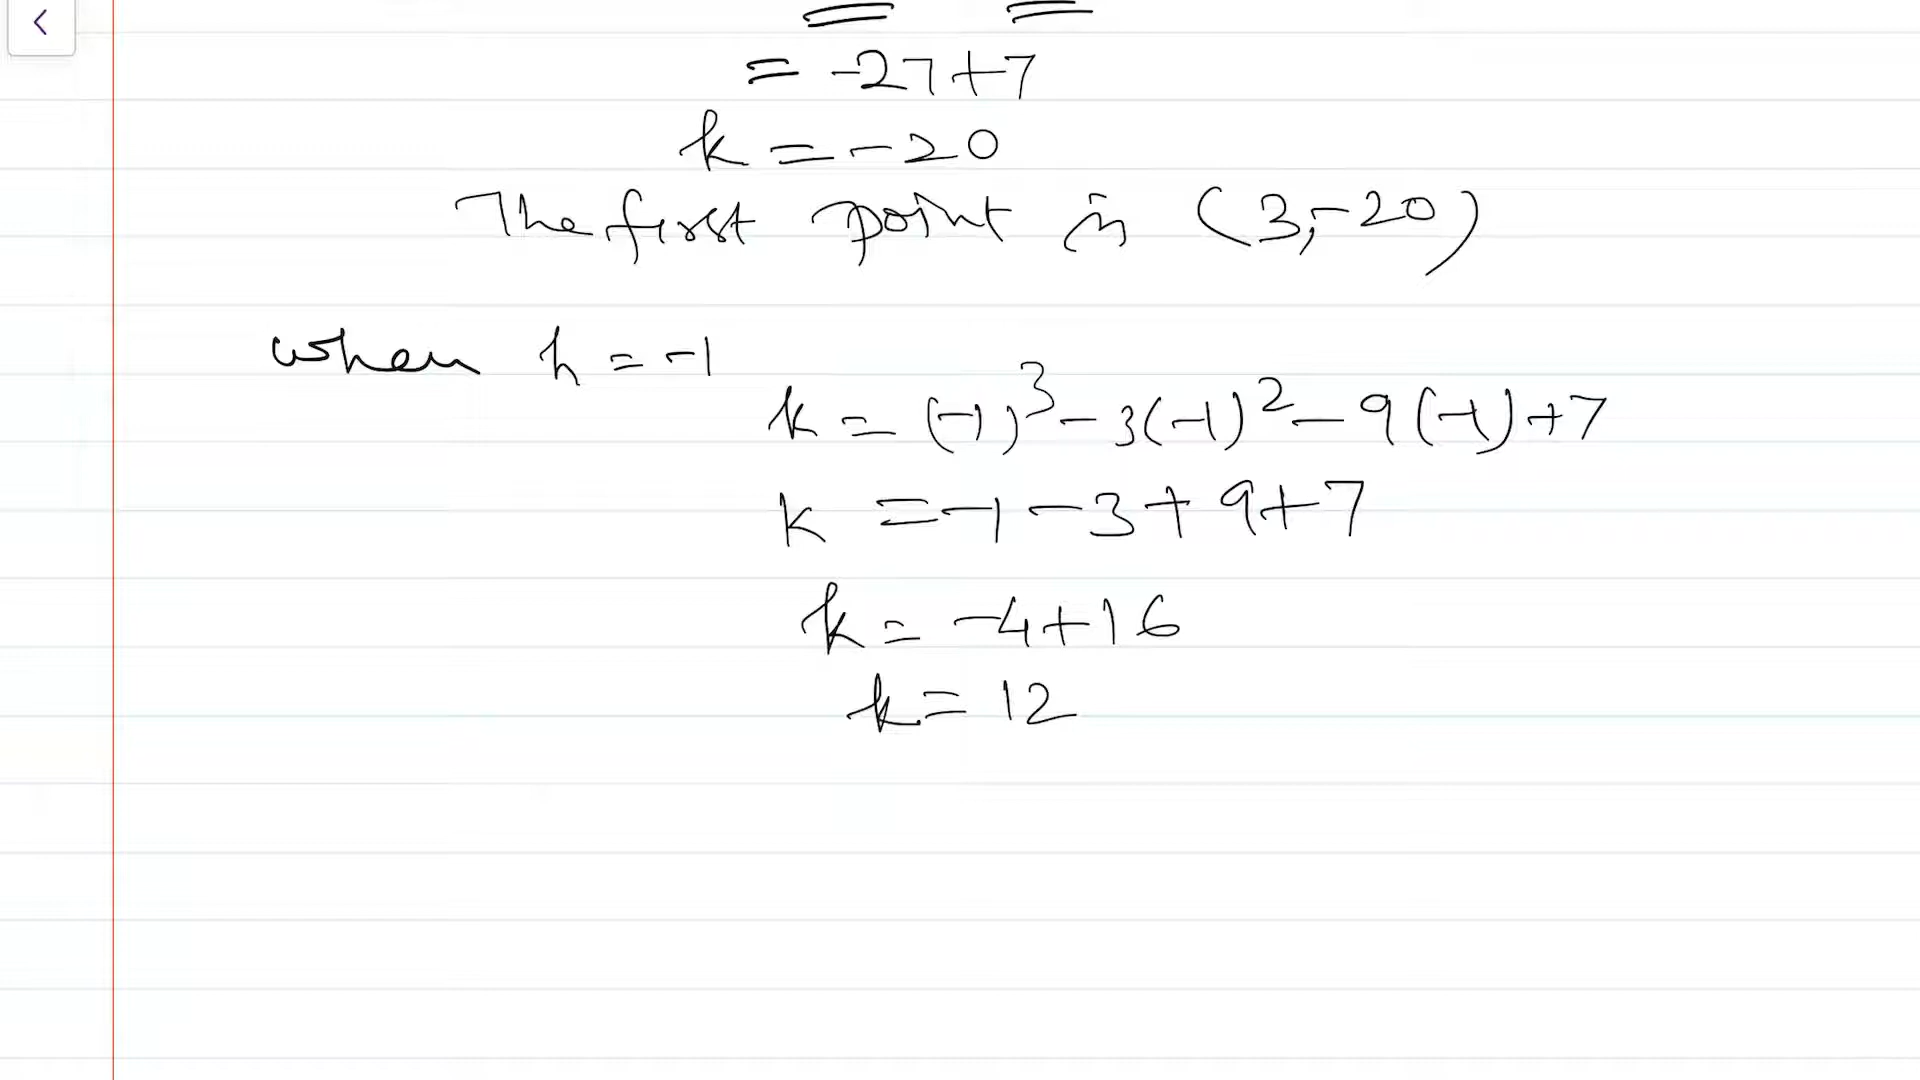 = -27+7
k = -20
The first point is (3,-20)
when h = -1
k = (-1)³ - 3(-1)² - 9(-1)+7
k = -1 - 3 + 9+7
k = -4+16
k = 12